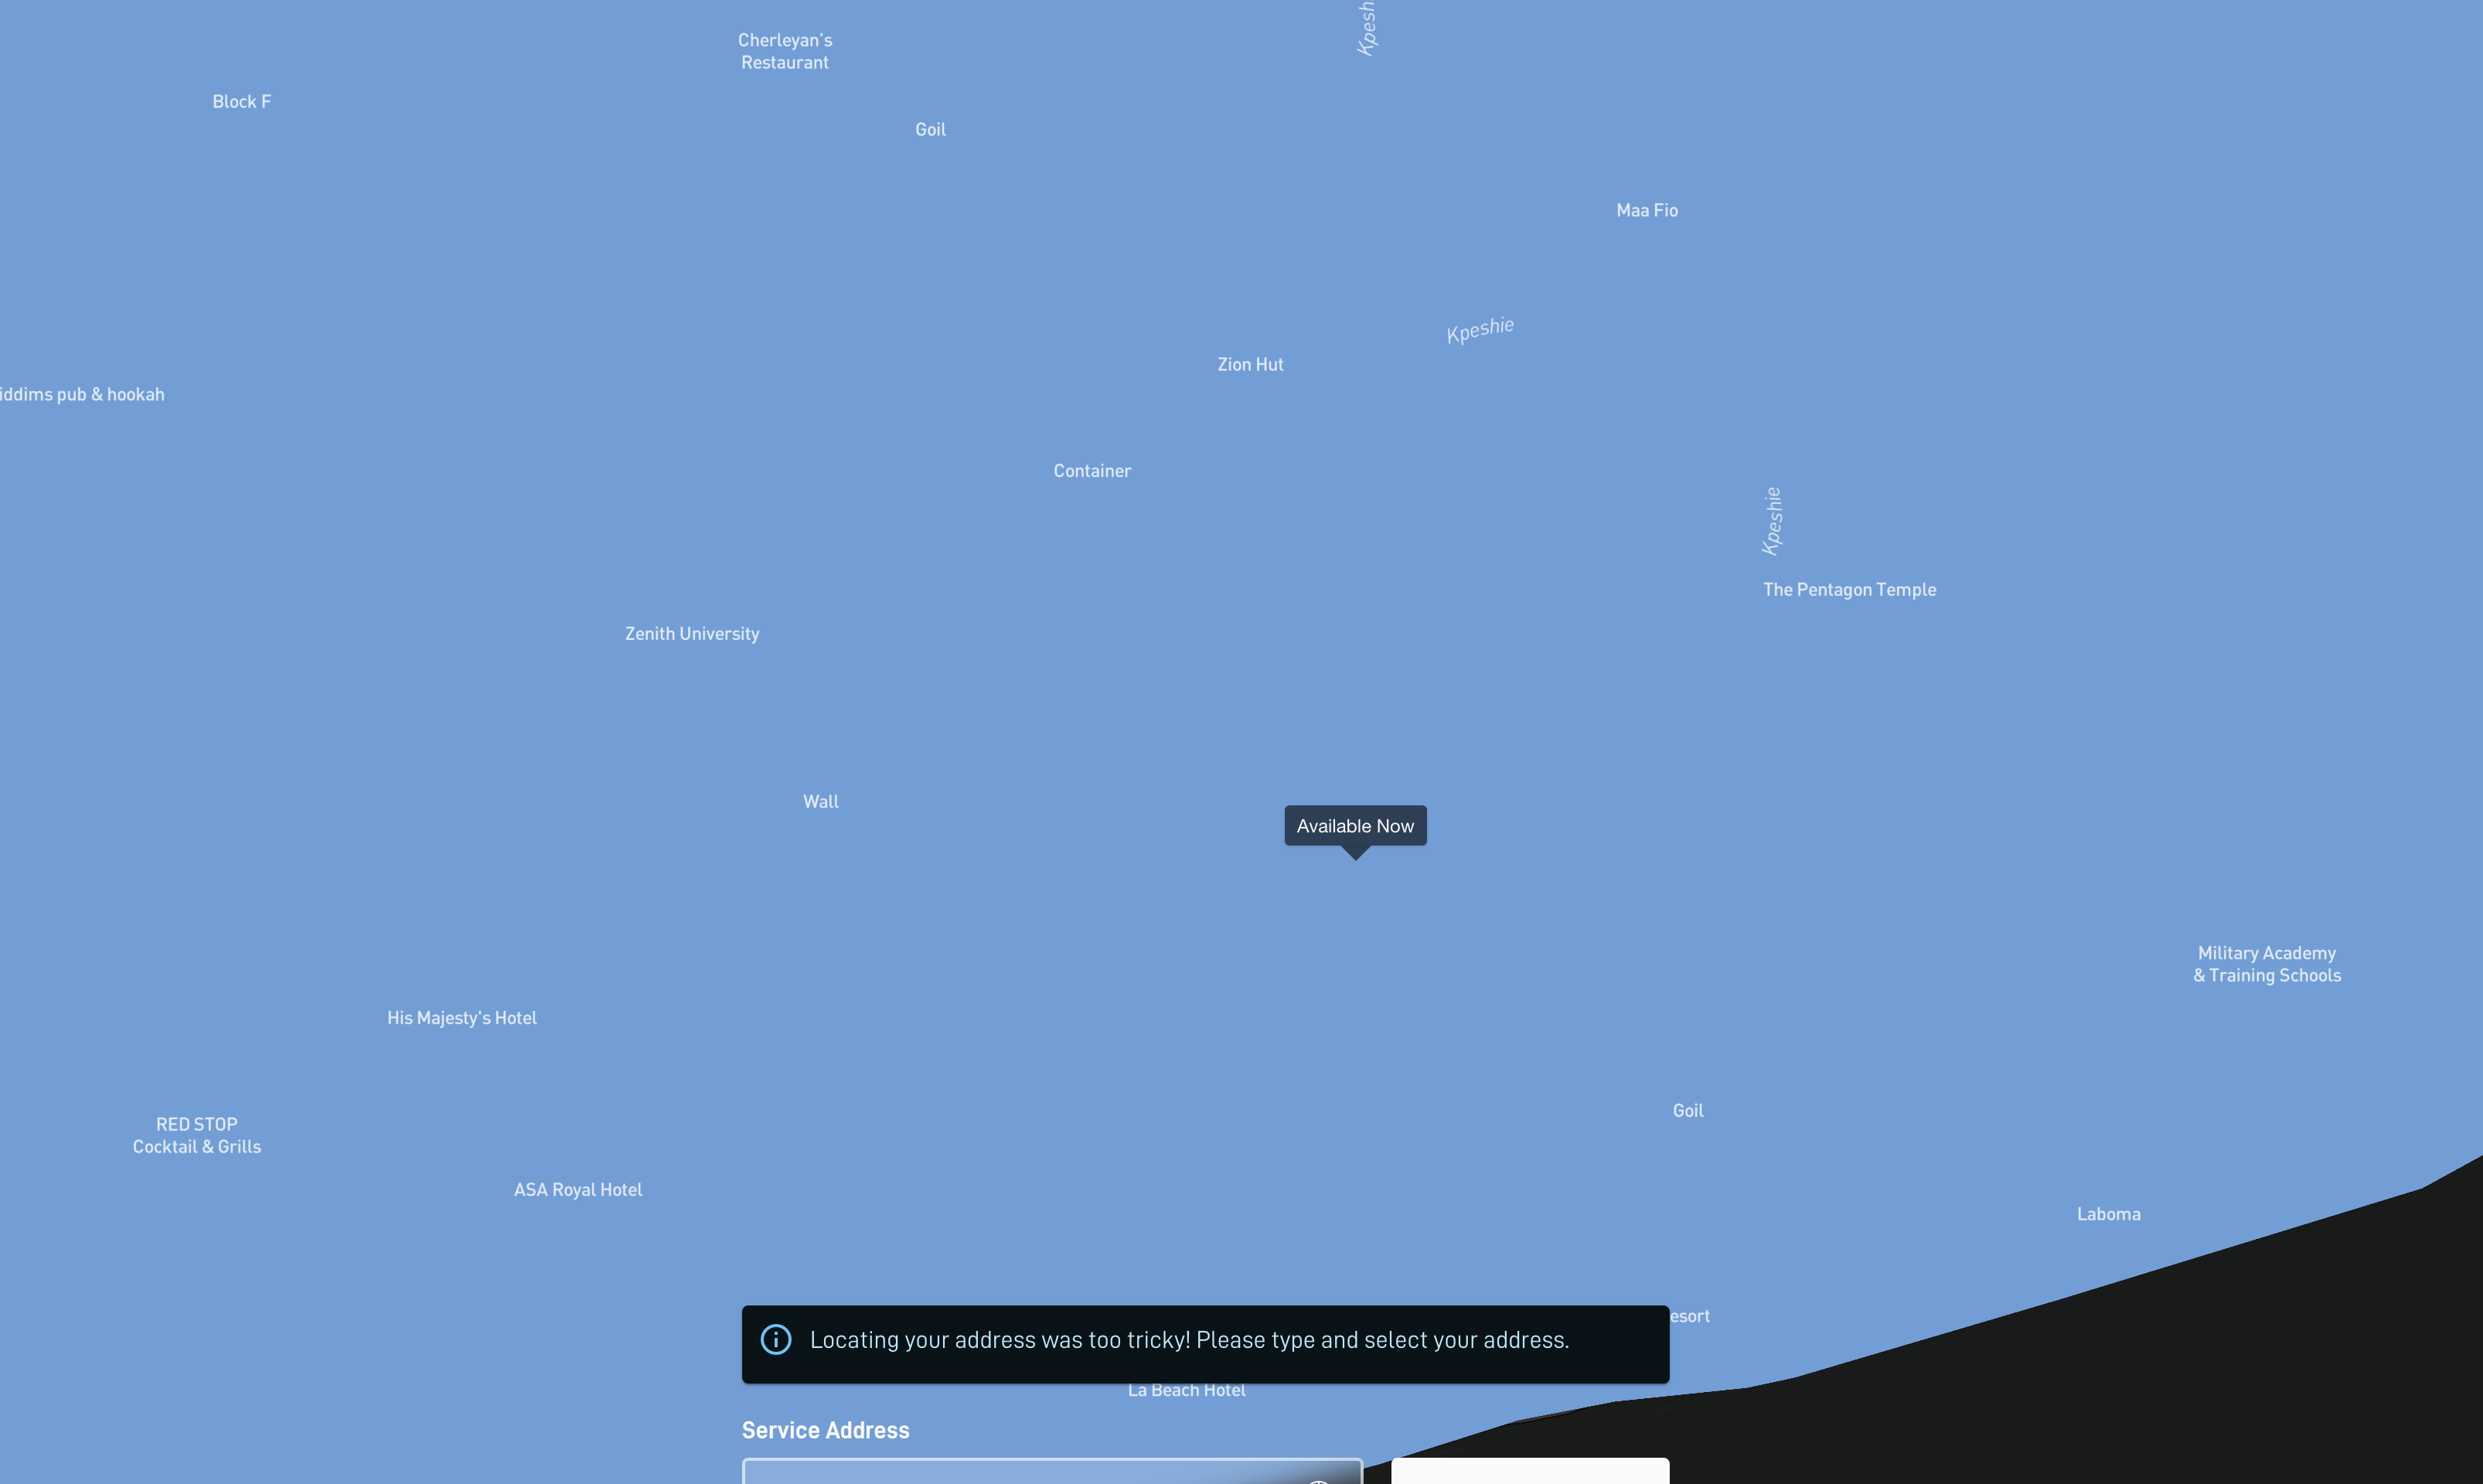 Cherleyan's
Restaurant
Block F
Goil
Maa Fio
Kpeshie
Zion Hut
iddims pub & hookah
Container
Kpeshie
The Pentagon Temple
Zenith University
Wall
Available Now
Military Academy
& Training Schools
His Majesty's Hotel
Goil
RED STOP
Cocktail & Grills
ASA Royal Hotel
Laboma
esort
Locating your address was too tricky! Please type and select your address.
La Beach Hotel
Service Address